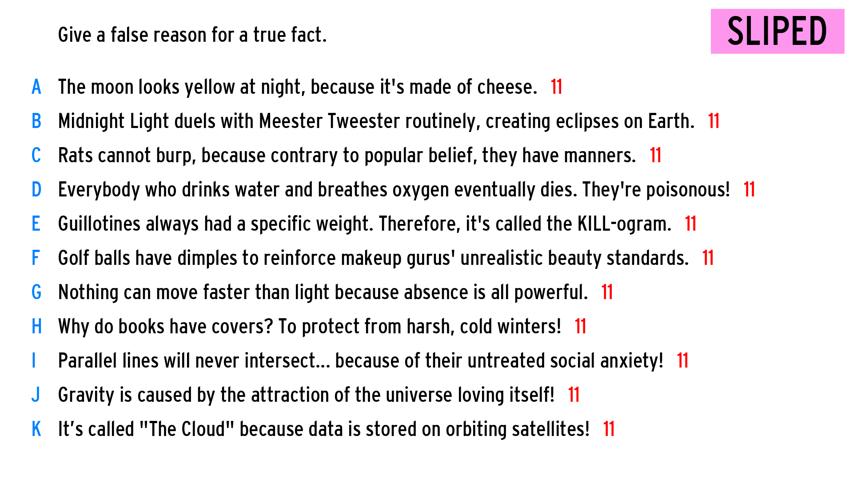 Give a false reason for a true fact.
SLIPED
A The moon looks yellow at night, because it's made of cheese. 11
B Midnight Light duels with Meester Tweester routinely, creating eclipses on Earth. 11
C Rats cannot burp, because contrary to popular belief, they have manners. 11
D Everybody who drinks water and breathes oxygen eventually dies. They're poisonous! 11
E Guillotines always had a specific weight. Therefore, it's called the KILL-ogram. 11
F Golf balls have dimples to reinforce makeup gurus' unrealistic beauty standards. 11
G Nothing can move faster than light because absence is all powerful. 11
H Why do books have covers? To protect from harsh, cold winters! 11
I Parallel lines will never intersect... because of their untreated social anxiety! 11
J Gravity is caused by the attraction of the universe loving itself! 11
K It’s called "The Cloud" because data is stored on orbiting satellites! 11